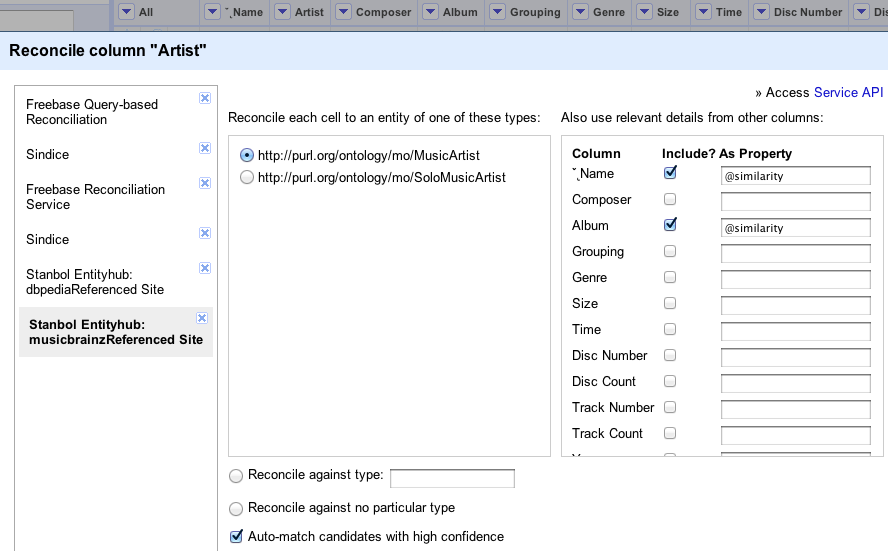 All Name Artist Composer Album Grouping Genre Size Time Disc Number Dis
Reconcile column "Artist"
» Access Service API
Freebase Query-based
Reconciliation
Sindice
Freebase Reconciliation
Service
Sindice
Stanbol Entityhub:
dbpediaReferenced Site
Stanbol Entityhub:
musicbrainzReferenced Site
Reconcile each cell to an entity of one of these types:
http://purl.org/ontology/mo/MusicArtist
http://purl.org/ontology/mo/SoloMusicArtist
Also use relevant details from other columns:
Column Include? As Property
Name @similarity
Composer
Album @similarity
Grouping
Genre
Size
Time
Disc Number
Disc Count
Track Number
Track Count
Reconcile against type:
Reconcile against no particular type
Auto-match candidates with high confidence